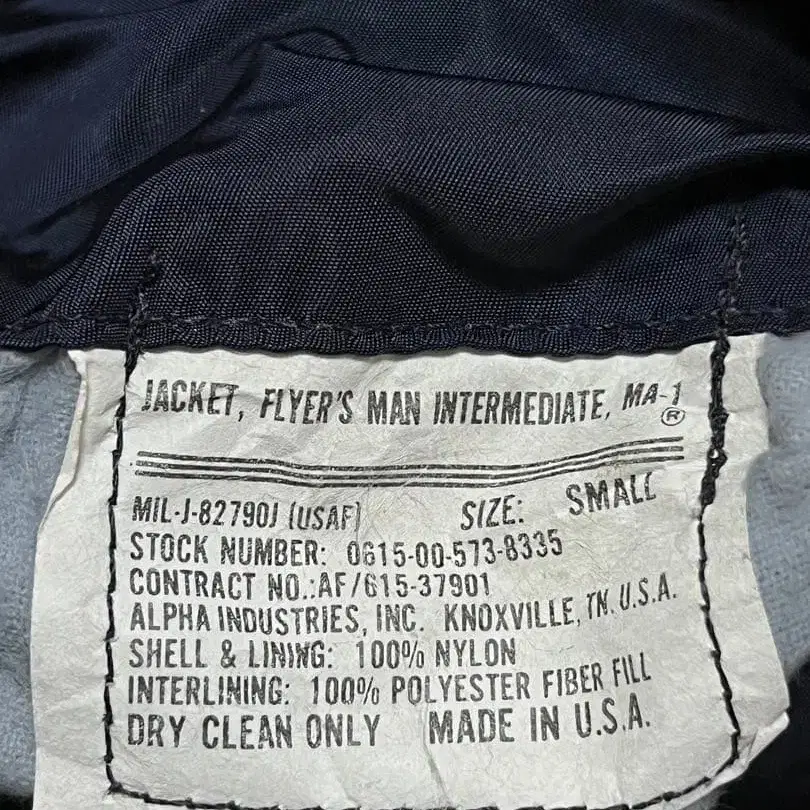 JACKET, FLYER'S MAN INTERMEDIATE, MA-1 ®
MIL-J-82790J (USAF) SIZE: SMALL
STOCK NUMBER: 0615-00-573-8335
CONTRACT NO.:AF/615-37901
ALPHA INDUSTRIES, INC. KNOXVILLE, TN. U.S.A.
SHELL & LINING: 100% NYLON
INTERLINING: 100% POLYESTER FIBER FILL
DRY CLEAN ONLY MADE IN U.S.A.